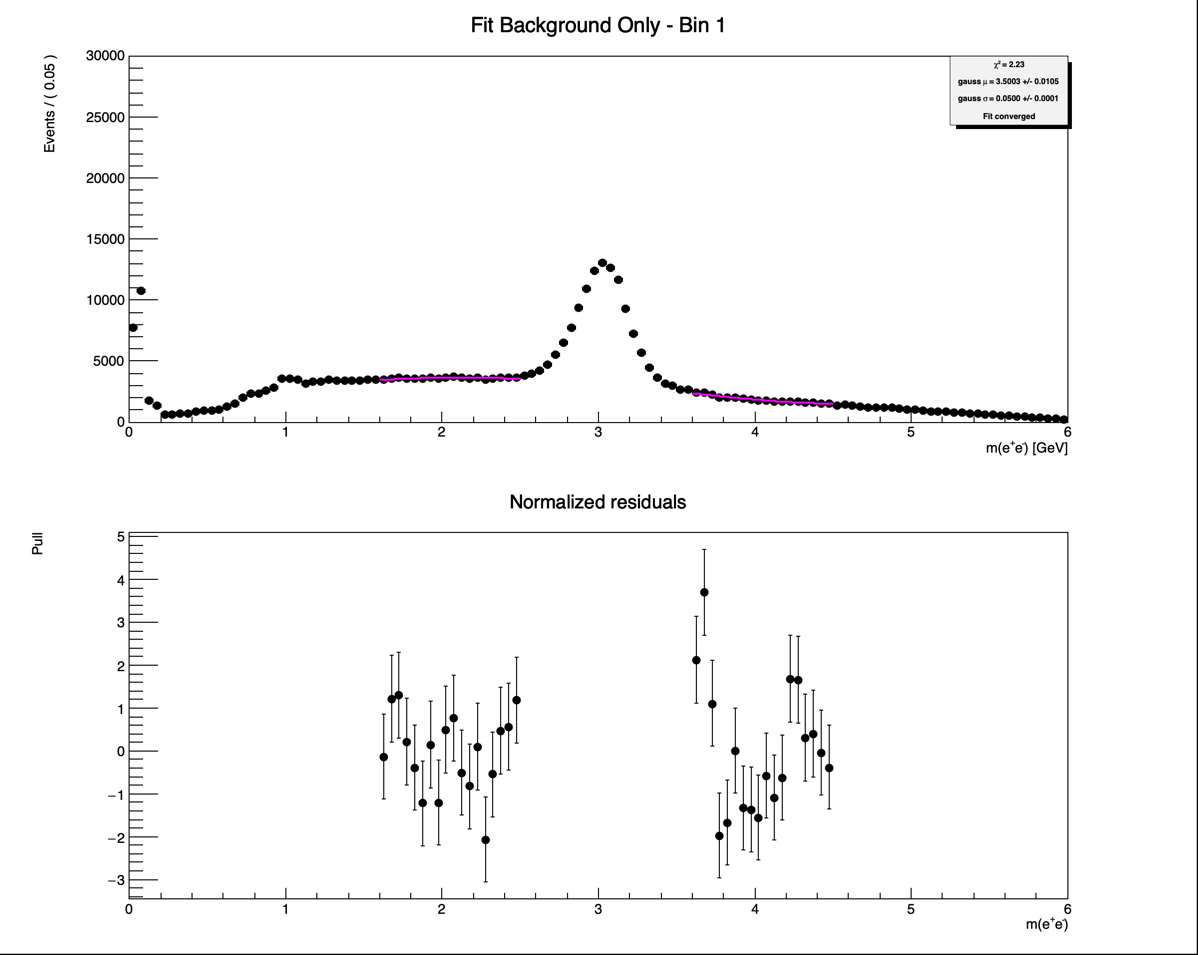 Fit Background Only - Bin 1
Events / ( 0.05 )
30000
25000
20000
15000
10000
5000
0
χ² = 2.23
gauss μ = 3.5003 +/- 0.0105
gauss σ = 0.0500 +/- 0.0001
Fit converged
0 1 2 3 4 5 6
m(e⁺e⁻) [GeV]
Normalized residuals
Pull
5
4
3
2
1
0
−1
−2
−3
0 1 2 3 4 5 6
m(e⁺e⁻)